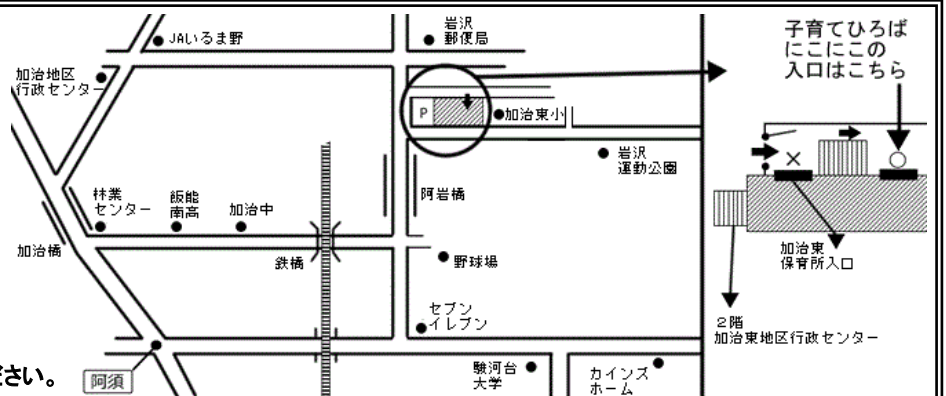 岩沢
郵便局
JAいるま野
加治地区
行政センター
P
加治東小
岩沢
運動公園
阿岩橋
林業
センター
飯能
南高
加治中
加治橋
鉄橋
野球場
セブン
イレブン
駿河台
大学
カインズ
ホーム
阿須
ださい。
子育てひろば
にこにこの
入口はこちら
加治東
保育所入口
2階
加治東地区行政センター